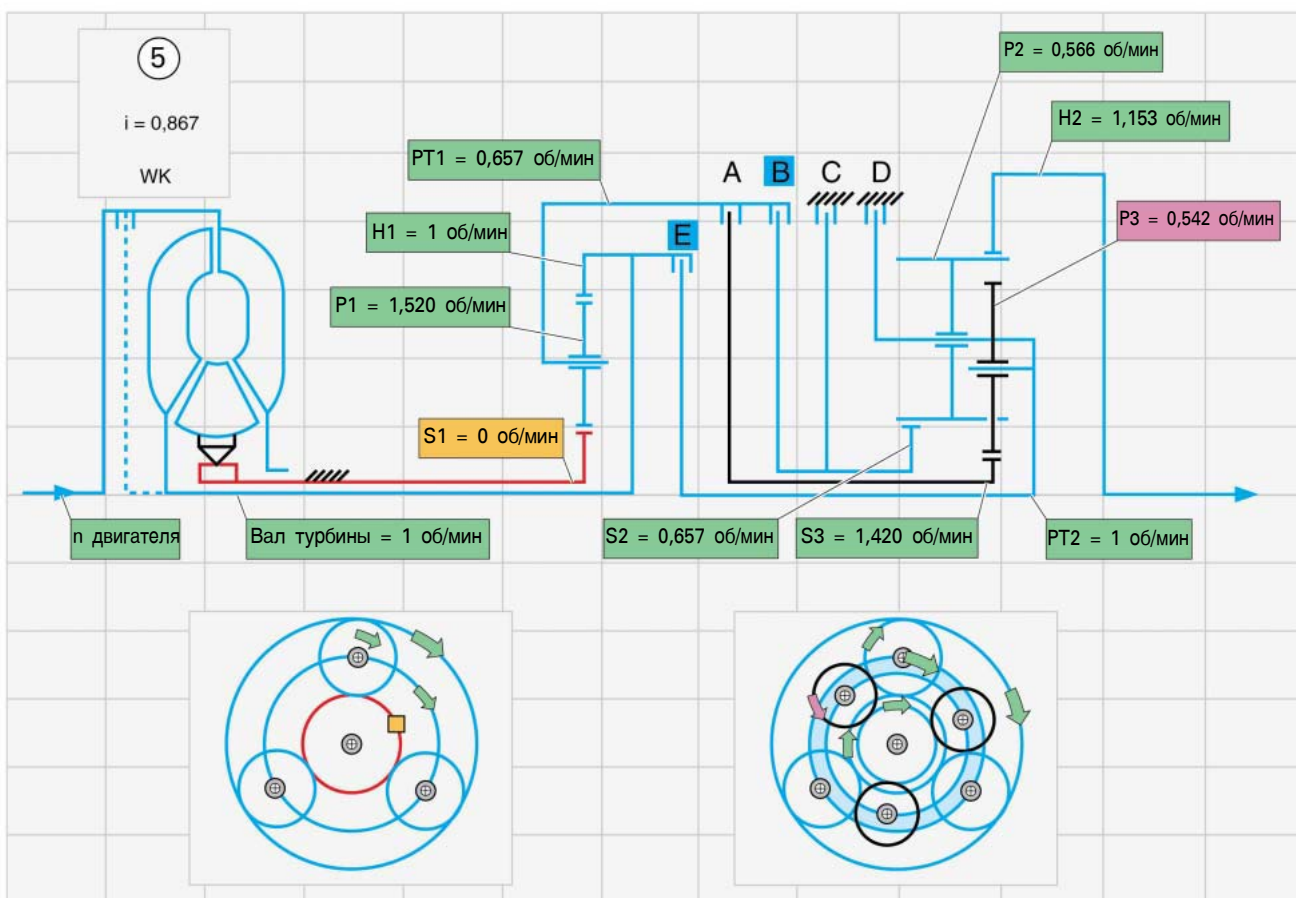 5
i = 0,867
WK
P2 = 0,566 об/мин
H2 = 1,153 об/мин
PT1 = 0,657 об/мин
A B C D
H1 = 1 об/мин
P3 = 0,542 об/мин
E
P1 = 1,520 об/мин
S1 = 0 об/мин
n двигателя
Вал турбины = 1 об/мин
S2 = 0,657 об/мин
S3 = 1,420 об/мин
PT2 = 1 об/мин